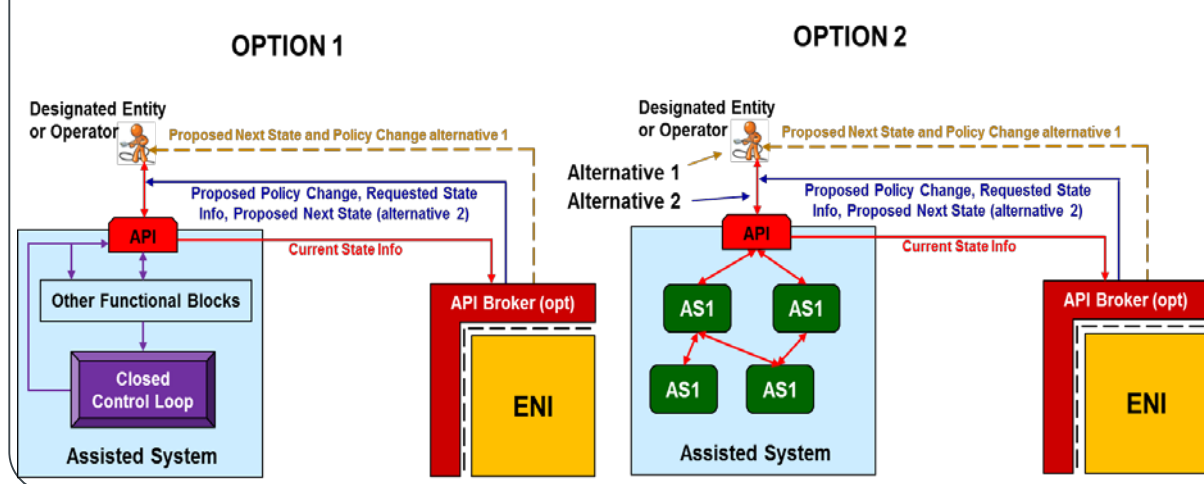 OPTION 1
Designated Entity
or Operator
Proposed Next State and Policy Change alternative 1
Proposed Policy Change, Requested State
Info, Proposed Next State (alternative 2)
API
Current State Info
Other Functional Blocks
API Broker (opt)
Closed
Control Loop
ENI
Assisted System
OPTION 2
Designated Entity
or Operator
Proposed Next State and Policy Change alternative 1
Alternative 1
Alternative 2
Proposed Policy Change, Requested State
Info, Proposed Next State (alternative 2)
API
Current State Info
AS1
AS1
API Broker (opt)
AS1
AS1
ENI
Assisted System